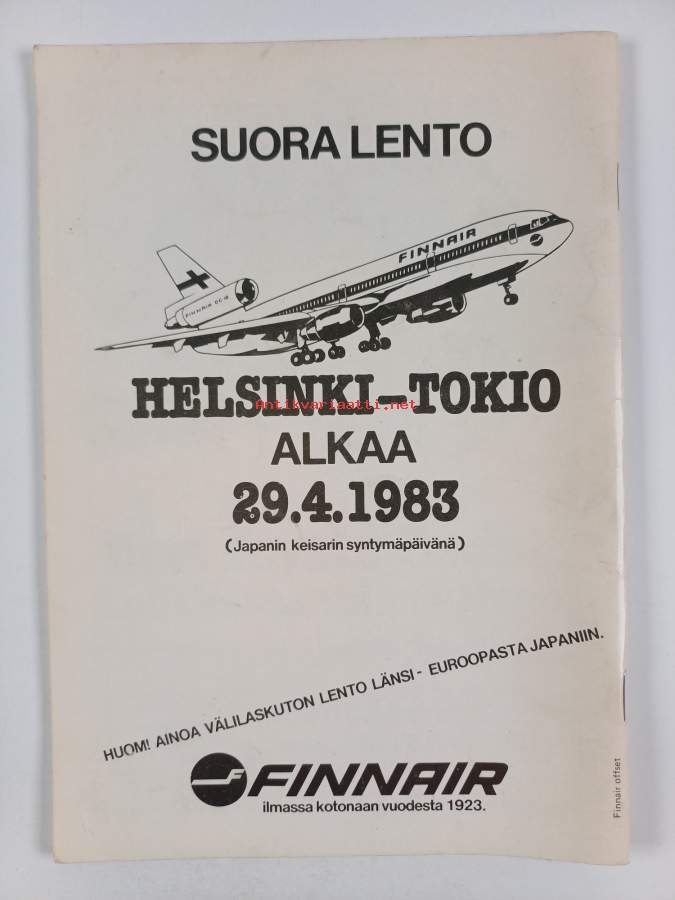 SUORA LENTO
FINNAIR
FINNAIR DC-10
HELSINKI-TOKIO
Antikvariaatti.net
ALKAA
29.4.1983
(Japanin keisarin syntymäpäivänä)
HUOM! AINOA VÄLILASKUTON LENTO LÄNSI-EUROOPASTA JAPANIIN.
FINNAIR
ilmassa kotonaan vuodesta 1923.
Finnair offset